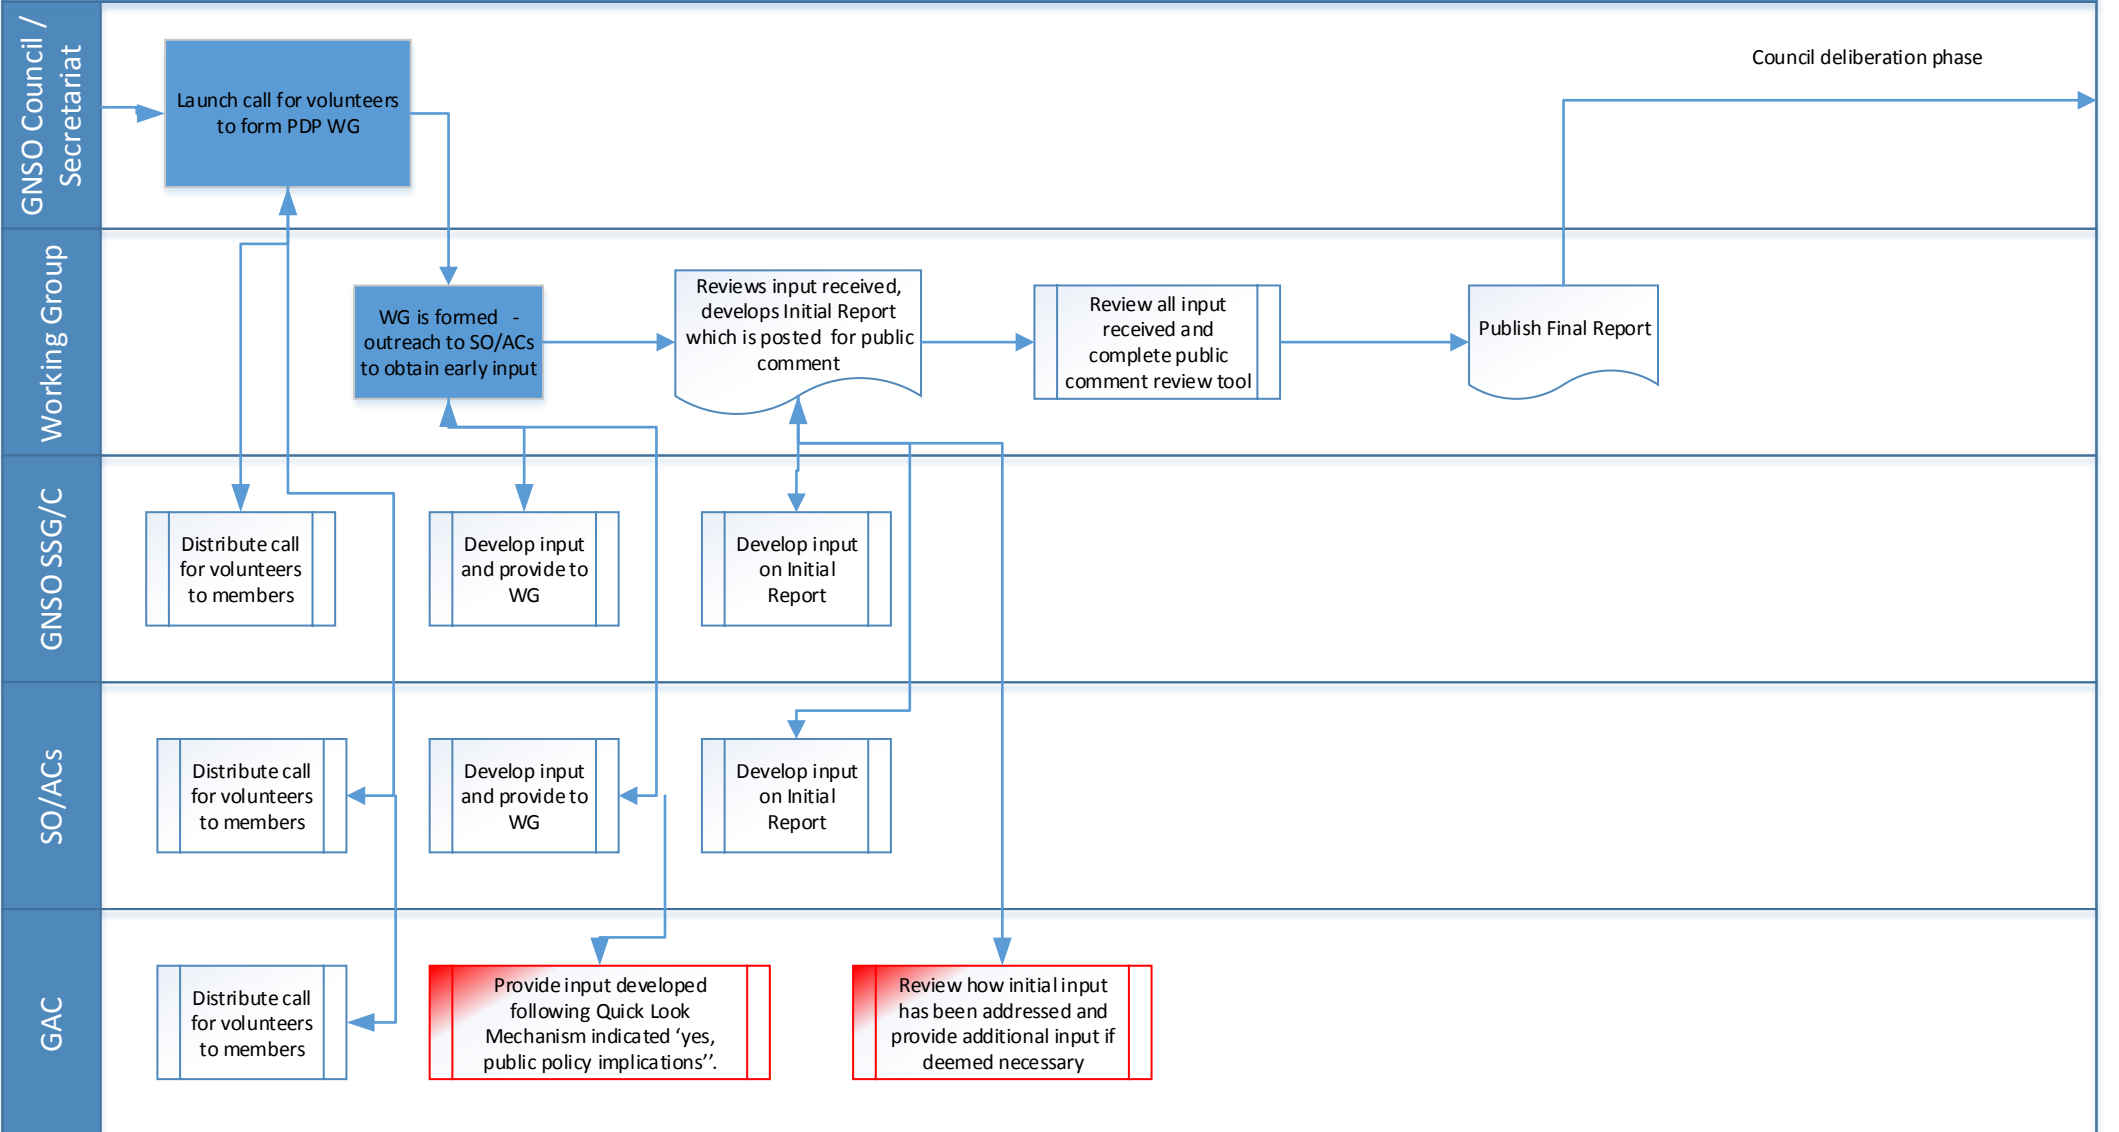 GNSO Council /
Secretariat
Launch call for volunteers
to form PDP WG
Council deliberation phase
Working Group
WG is formed -
outreach to SO/ACs
to obtain early input
Reviews input received,
develops Initial Report
which is posted for public
comment
Review all input
received and
complete public
comment review tool
Publish Final Report
GNSO SSG/C
Distribute call
for volunteers
to members
Develop input
and provide to
WG
Develop input
on Initial
Report
SO/ACs
Distribute call
for volunteers
to members
Develop input
and provide to
WG
Develop input
on Initial
Report
GAC
Distribute call
for volunteers
to members
Provide input developed
following Quick Look
Mechanism indicated ‘yes,
public policy implications’’.
Review how initial input
has been addressed and
provide additional input if
deemed necessary